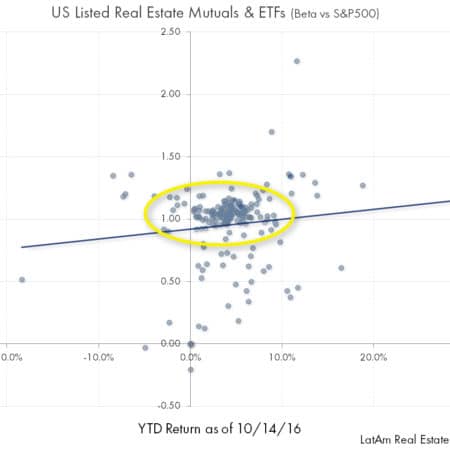 US Listed Real Estate Mutuals & ETFs (Beta vs S&P500)
2.50
2.00
1.50
1.00
0.50
0.00
0.0% -10.0% 0.0% 10.0% 20.0%
-0.50
YTD Return as of 10/14/16
LatAm Real Estate